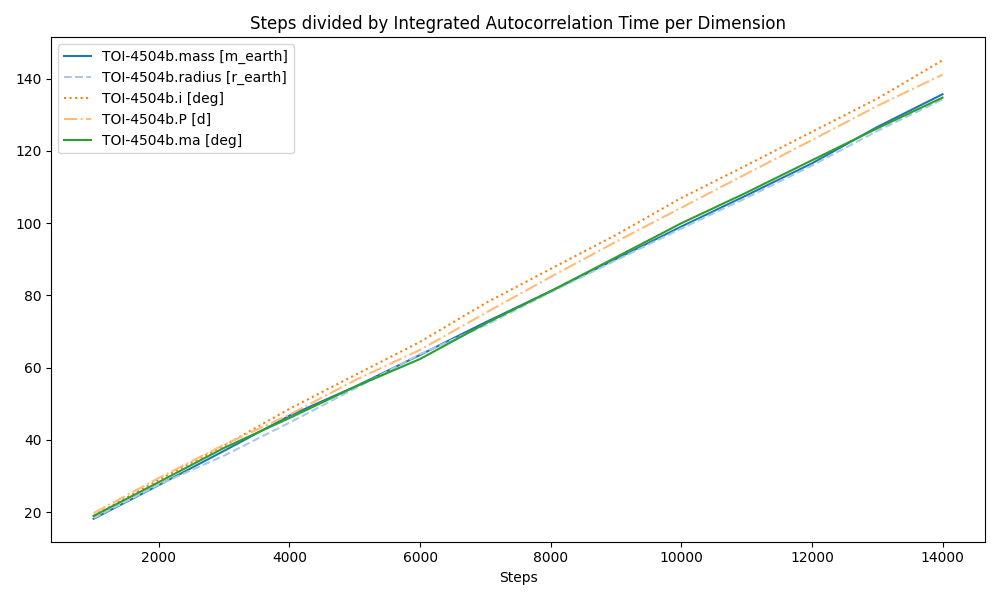 Steps divided by Integrated Autocorrelation Time per Dimension
TOI-4504b.mass [m_earth]
TOI-4504b.radius [r_earth]
TOI-4504b.i [deg]
TOI-4504b.P [d]
TOI-4504b.ma [deg]
140
120
100
80
60
40
20
2000 4000 6000 8000 10000 12000 14000
Steps